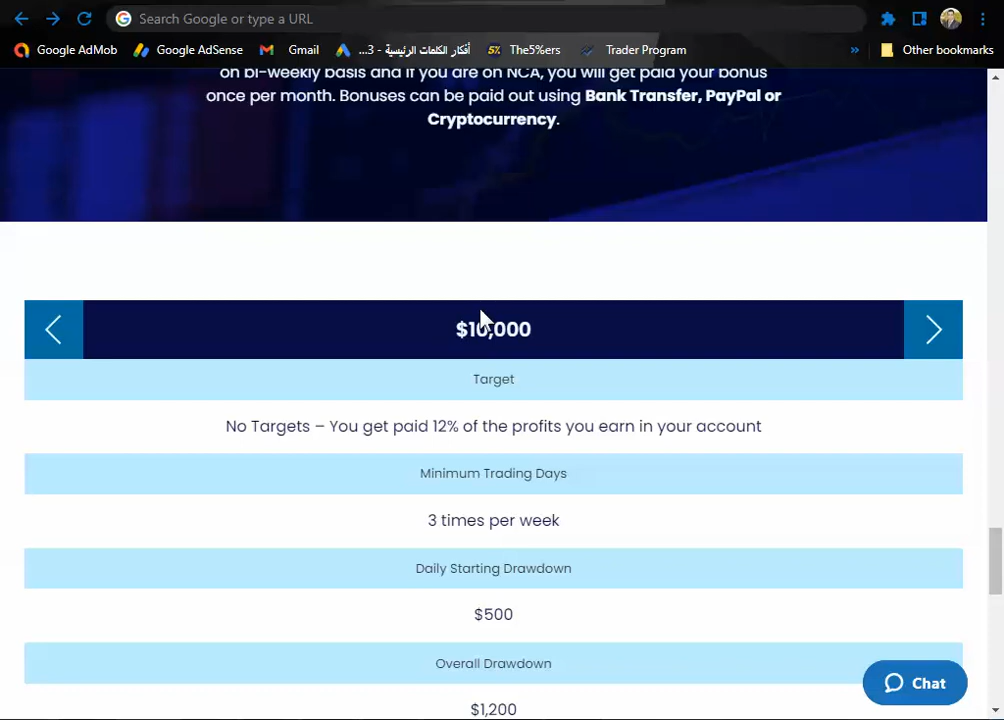 Search Google or type a URL
Google AdMob
Google AdSense
Gmail
أفكار الكلمات الرئيسية - 3...
The5%ers
Trader Program
»
Other bookmarks
on bi-weekly basis and if you are on NCA, you will get paid your bonus
once per month. Bonuses can be paid out using Bank Transfer, PayPal or
Cryptocurrency.
$10,000
Target
No Targets – You get paid 12% of the profits you earn in your account
Minimum Trading Days
3 times per week
Daily Starting Drawdown
$500
Overall Drawdown
$1,200
Chat